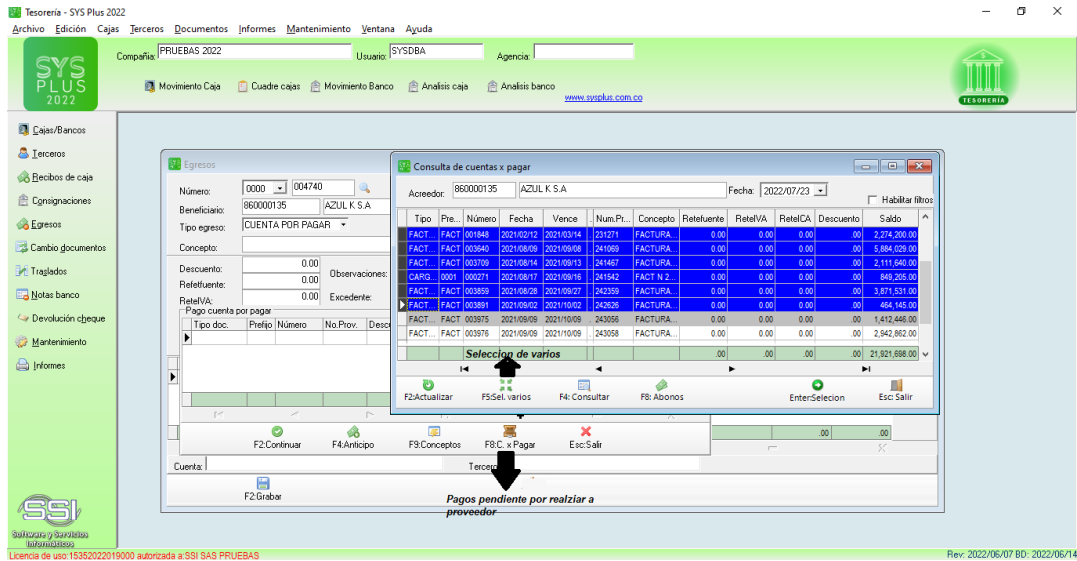 Tesorería - SYS Plus 2022
Archivo Edición Cajas Terceros Documentos Informes Mantenimiento Ventana Ayuda
SYS PLUS 2022
Compañia: PRUEBAS 2022 Usuario: SYSDBA Agencia:
Movimiento Caja Cuadre cajas Movimiento Banco Analisis caja Analisis banco
www.sysplus.com.co
TESORERÍA
Cajas/Bancos
Terceros
Recibos de caja
Consignaciones
Egresos
Cambio documentos
Traslados
Notas banco
Devolución cheque
Mantenimiento
Informes
SSI
Software y Servicios
Informáticos
Egresos
Número: 0000 004740
Beneficiario: 860000135 AZUL K S.A
Tipo egreso: CUENTA POR PAGAR
Concepto:
Descuento: 0.00 Observaciones:
Retefuente: 0.00
ReteIVA: 0.00 Excedente:
Pago cuenta por pagar
Tipo doc. Prefijo Número No.Prov.
F2:Continuar F4:Anticipo F9:Conceptos F8:C. x Pagar Esc:Salir
.00 .00
Cuenta:
F2:Grabar
Pagos pendiente por realziar a
proveedor
Consulta de cuentas x pagar
Acreedor: 860000135 AZUL K S.A Fecha: 2022/07/23 Habilitar filtros
Tipo Pre... Número Fecha Vence . Num.Pr... Concepto Retefuente ReteIVA ReteICA Descuento Saldo
FACT... FACT 001848 2021/02/12 2021/03/14 . 231271 FACTURA... 0.00 0.00 0.00 .00 2,274,200.00
FACT... FACT 003640 2021/08/09 2021/09/08 . 241069 FACTURA... 0.00 0.00 0.00 .00 5,884,029.00
FACT... FACT 003709 2021/08/14 2021/09/13 . 241467 FACTURA... 0.00 0.00 0.00 .00 2,111,640.00
CARG... 0001 000271 2021/08/17 2021/09/16 . 241542 FACT N 2... 0.00 0.00 0.00 .00 849,205.00
FACT... FACT 003859 2021/08/28 2021/09/27 . 242359 FACTURA... 0.00 0.00 0.00 .00 3,871,531.00
FACT... FACT 003891 2021/09/02 2021/10/02 . 242626 FACTURA... 0.00 0.00 0.00 .00 464,145.00
FACT... FACT 003975 2021/09/09 2021/10/09 . 243056 FACTURA... 0.00 0.00 0.00 .00 1,412,446.00
FACT... FACT 003976 2021/09/09 2021/10/09 . 243058 FACTURA... 0.00 0.00 0.00 .00 2,942,862.00
.00 .00 .00 .00 21,921,698.00
Seleccion de varios
F2:Actualizar F5:Sel. varios F4: Consultar F8: Abonos Enter:Selecion Esc: Salir
Licencia de uso:15352022019000 autorizada a:SSI SAS PRUEBAS
Rev: 2022/06/07 BD: 2022/06/14